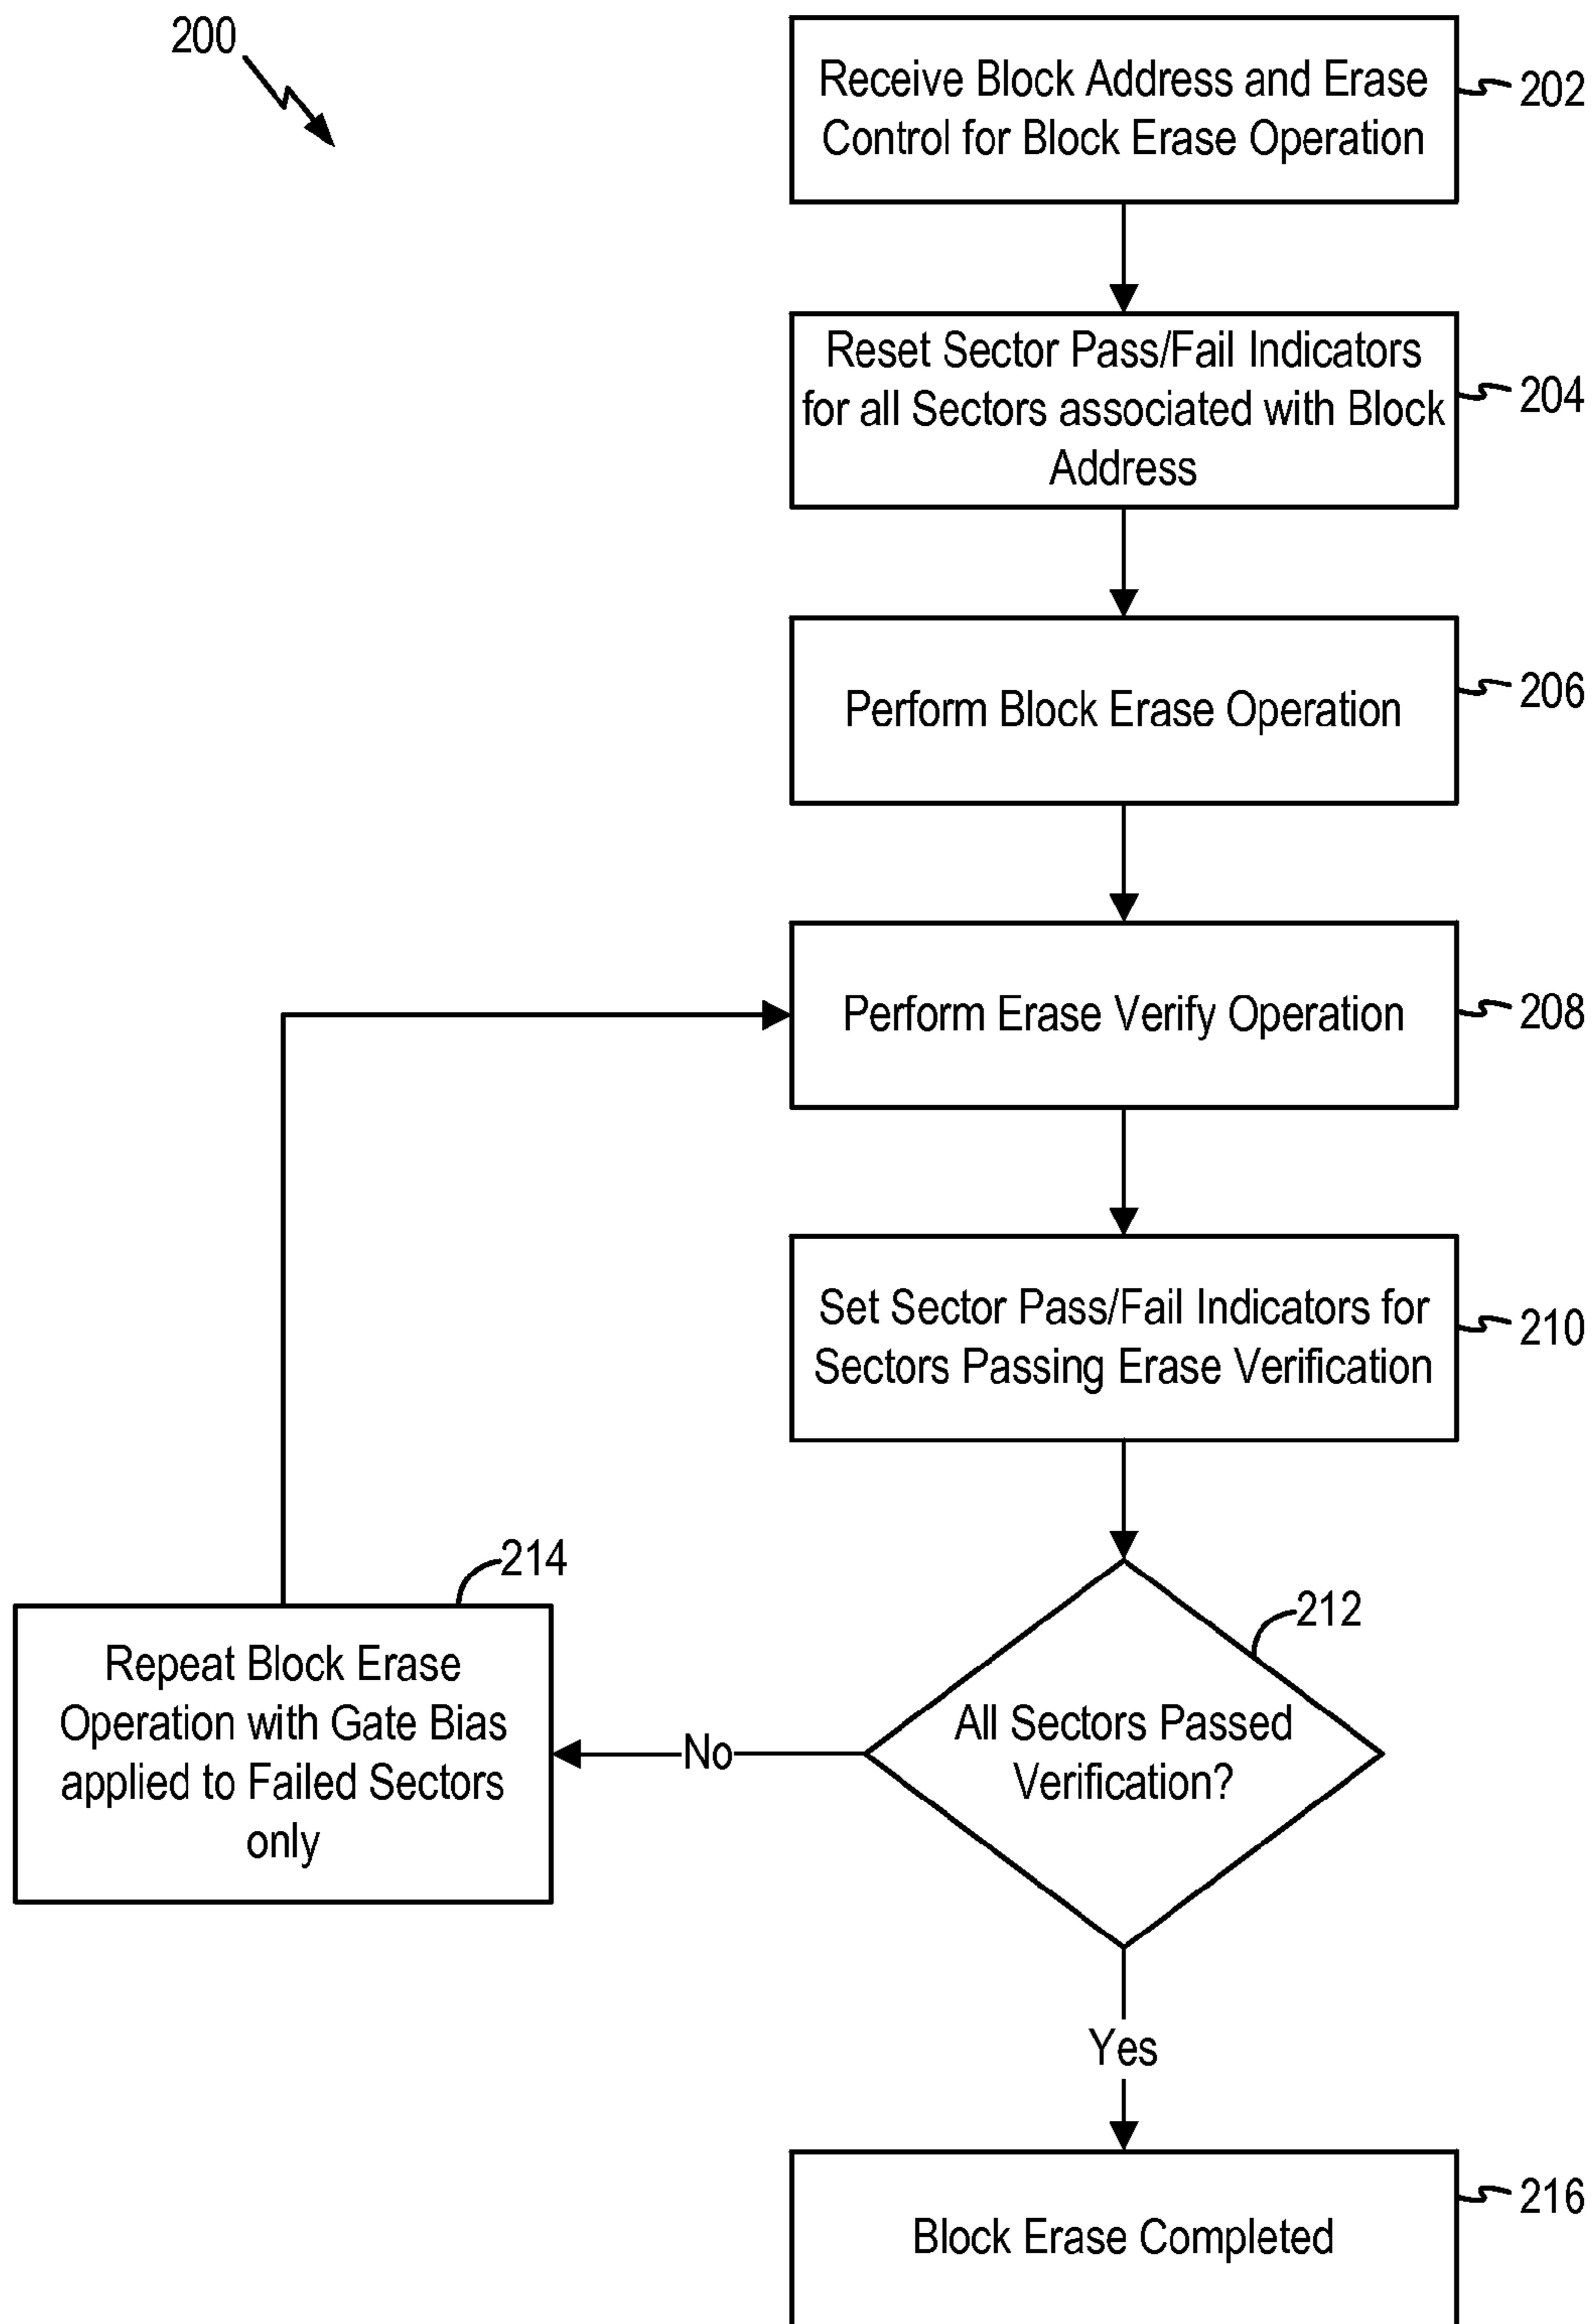 200
Receive Block Address and Erase
Control for Block Erase Operation
202
Reset Sector Pass/Fail Indicators
for all Sectors associated with Block
Address
204
Perform Block Erase Operation
206
Perform Erase Verify Operation
208
Set Sector Pass/Fail Indicators for
Sectors Passing Erase Verification
210
212
All Sectors Passed
Verification?
No
214
Repeat Block Erase
Operation with Gate Bias
applied to Failed Sectors
only
Yes
Block Erase Completed
216